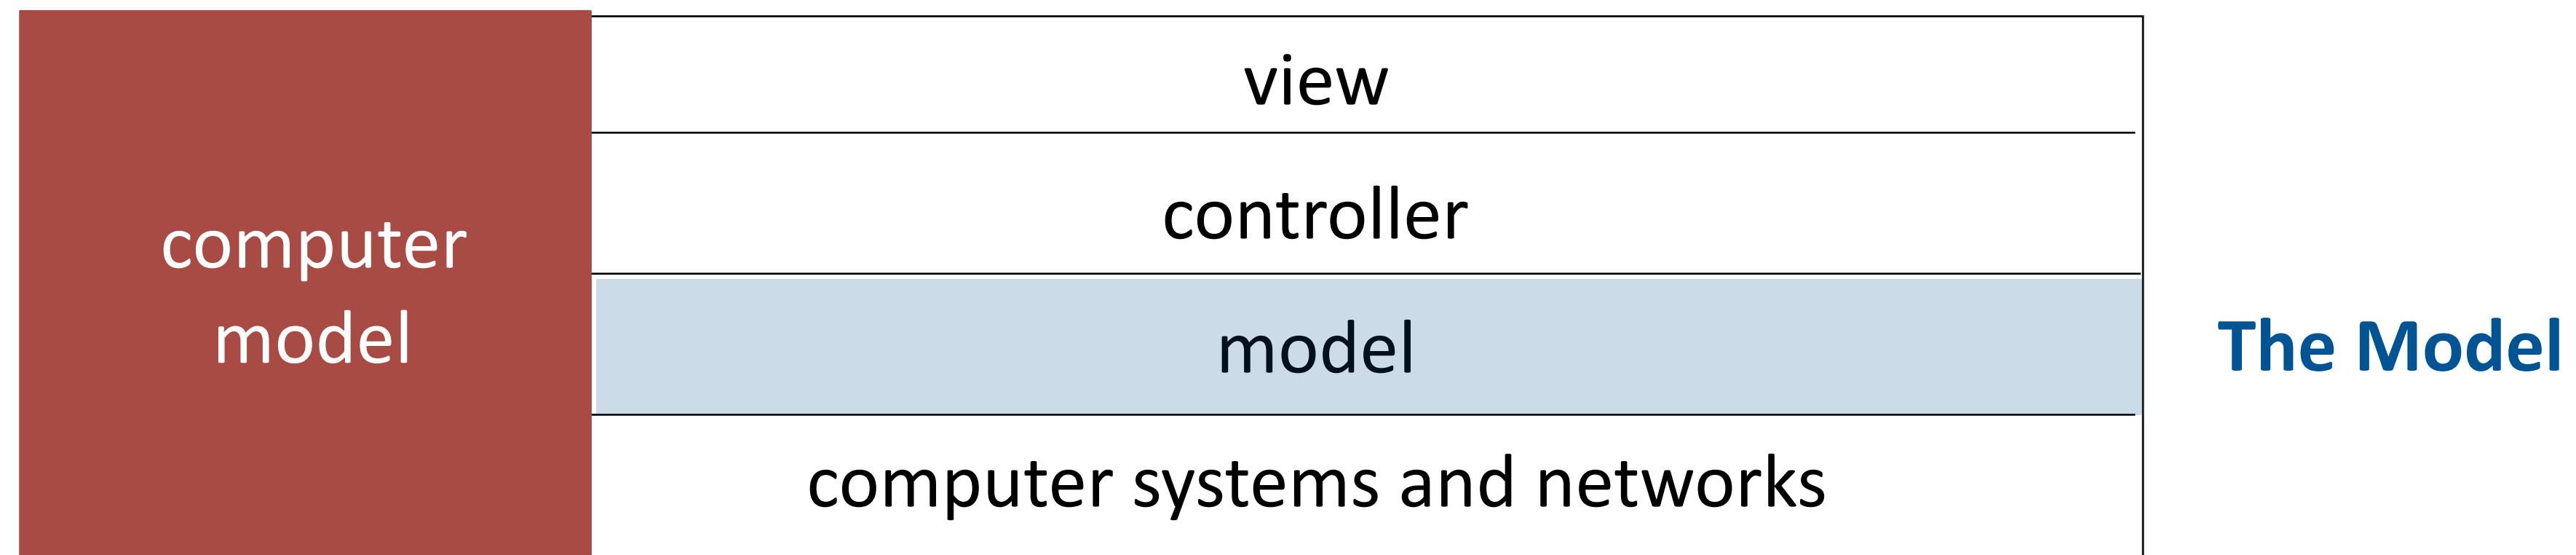 view
controller
computer
model
model
The Model
computer systems and networks